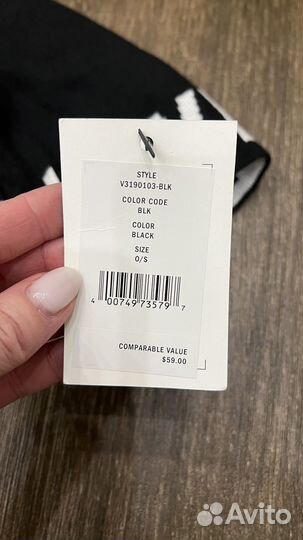 STYLE
V3190103-BLK
COLOR CODE
BLK
COLOR
BLACK
SIZE
O/S
4 00749 73579 7
COMPARABLE VALUE
$59.00
Avito